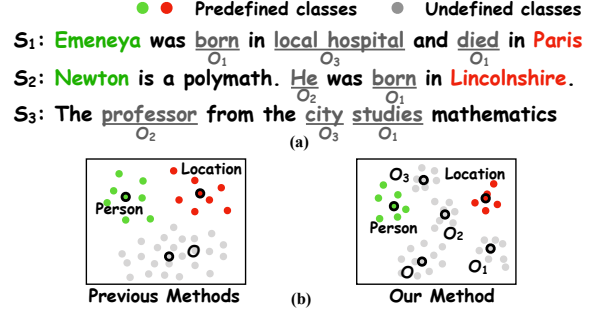 Predefined classes Undefined classes
S1: Emeneya was born in local hospital and died in Paris
O1 O3 O1
S2: Newton is a polymath. He was born in Lincolnshire.
O2 O1
S3: The professor from the city studies mathematics
O2 O3 O1
(a)
Location
Person
O
Previous Methods
(b)
O3 Location
Person O2
O O1
Our Method